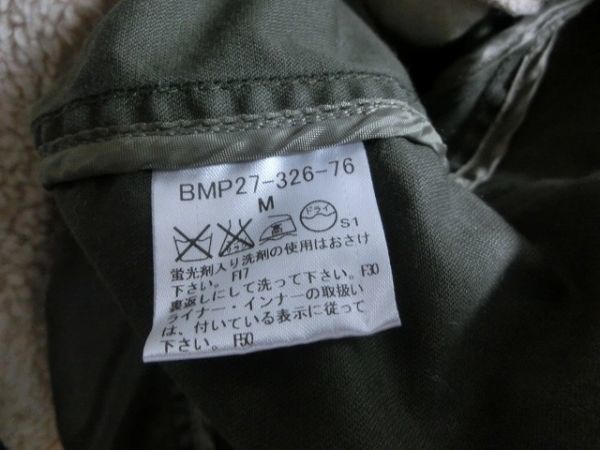 BMP27-326-76
M
高 ドライ
S1
蛍光剤入り洗剤の使用はおさけ
下さい。F17
裏返しにして洗って下さい。F30
ライナー・インナーの取扱い
は、付いている表示に従って
下さい。F50